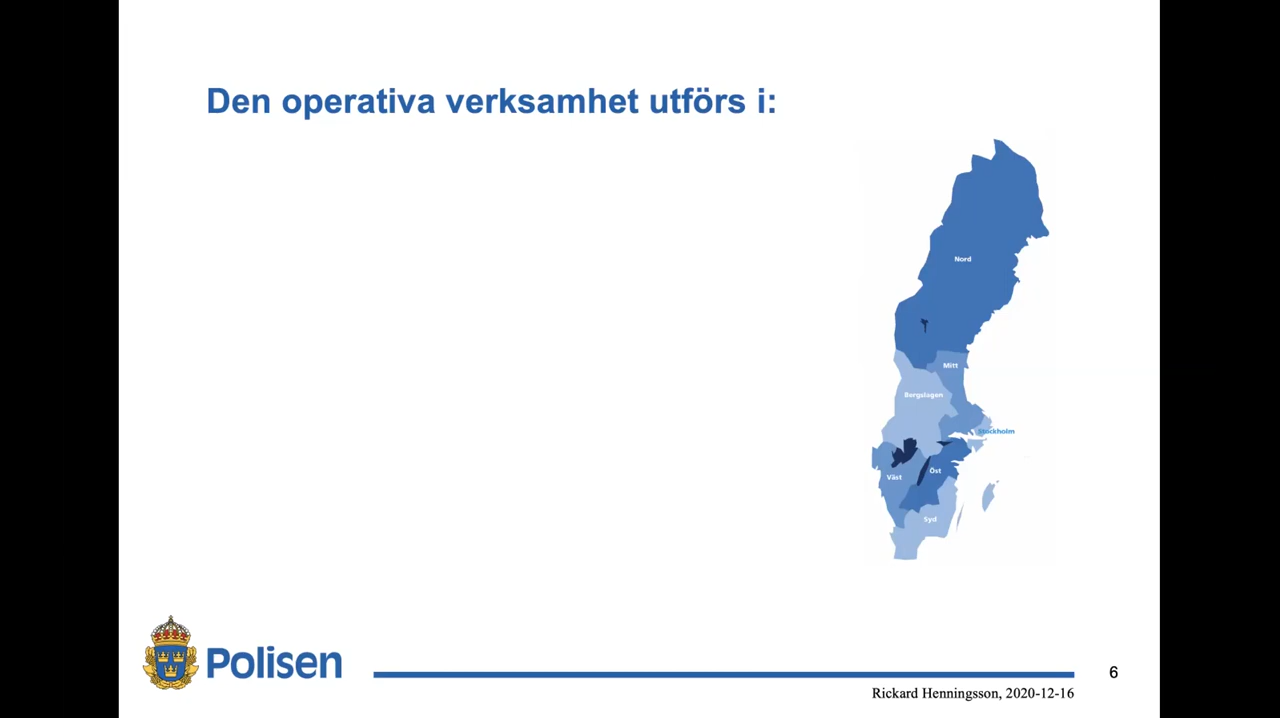 Den operativa verksamhet utförs i:
Nord
Mitt
Bergslagen
Stockholm
Öst
Väst
Syd
Polisen
6
Rickard Henningsson, 2020-12-16